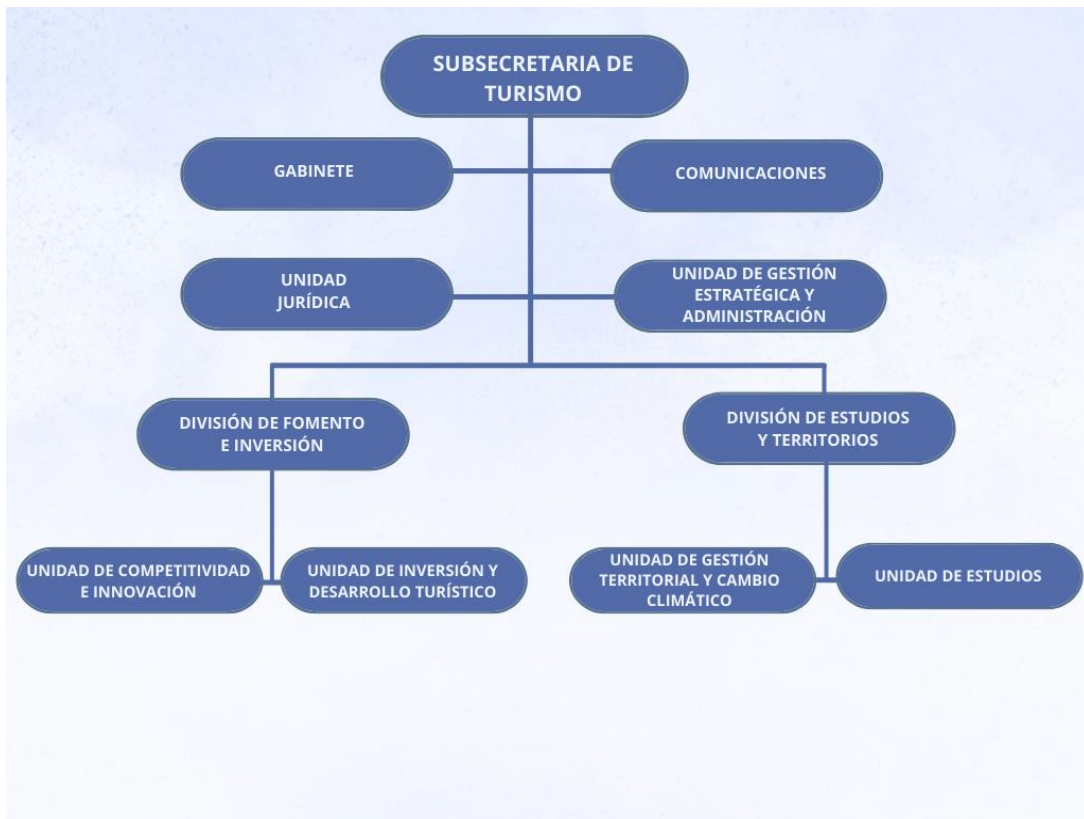 SUBSECRETARIA DE
TURISMO
GABINETE
COMUNICACIONES
UNIDAD
JURÍDICA
UNIDAD DE GESTIÓN
ESTRATÉGICA Y
ADMINISTRACIÓN
DIVISIÓN DE FOMENTO
E INVERSIÓN
DIVISIÓN DE ESTUDIOS
Y TERRITORIOS
UNIDAD DE COMPETITIVIDAD
E INNOVACIÓN
UNIDAD DE INVERSIÓN Y
DESARROLLO TURÍSTICO
UNIDAD DE GESTIÓN
TERRITORIAL Y CAMBIO
CLIMÁTICO
UNIDAD DE ESTUDIOS